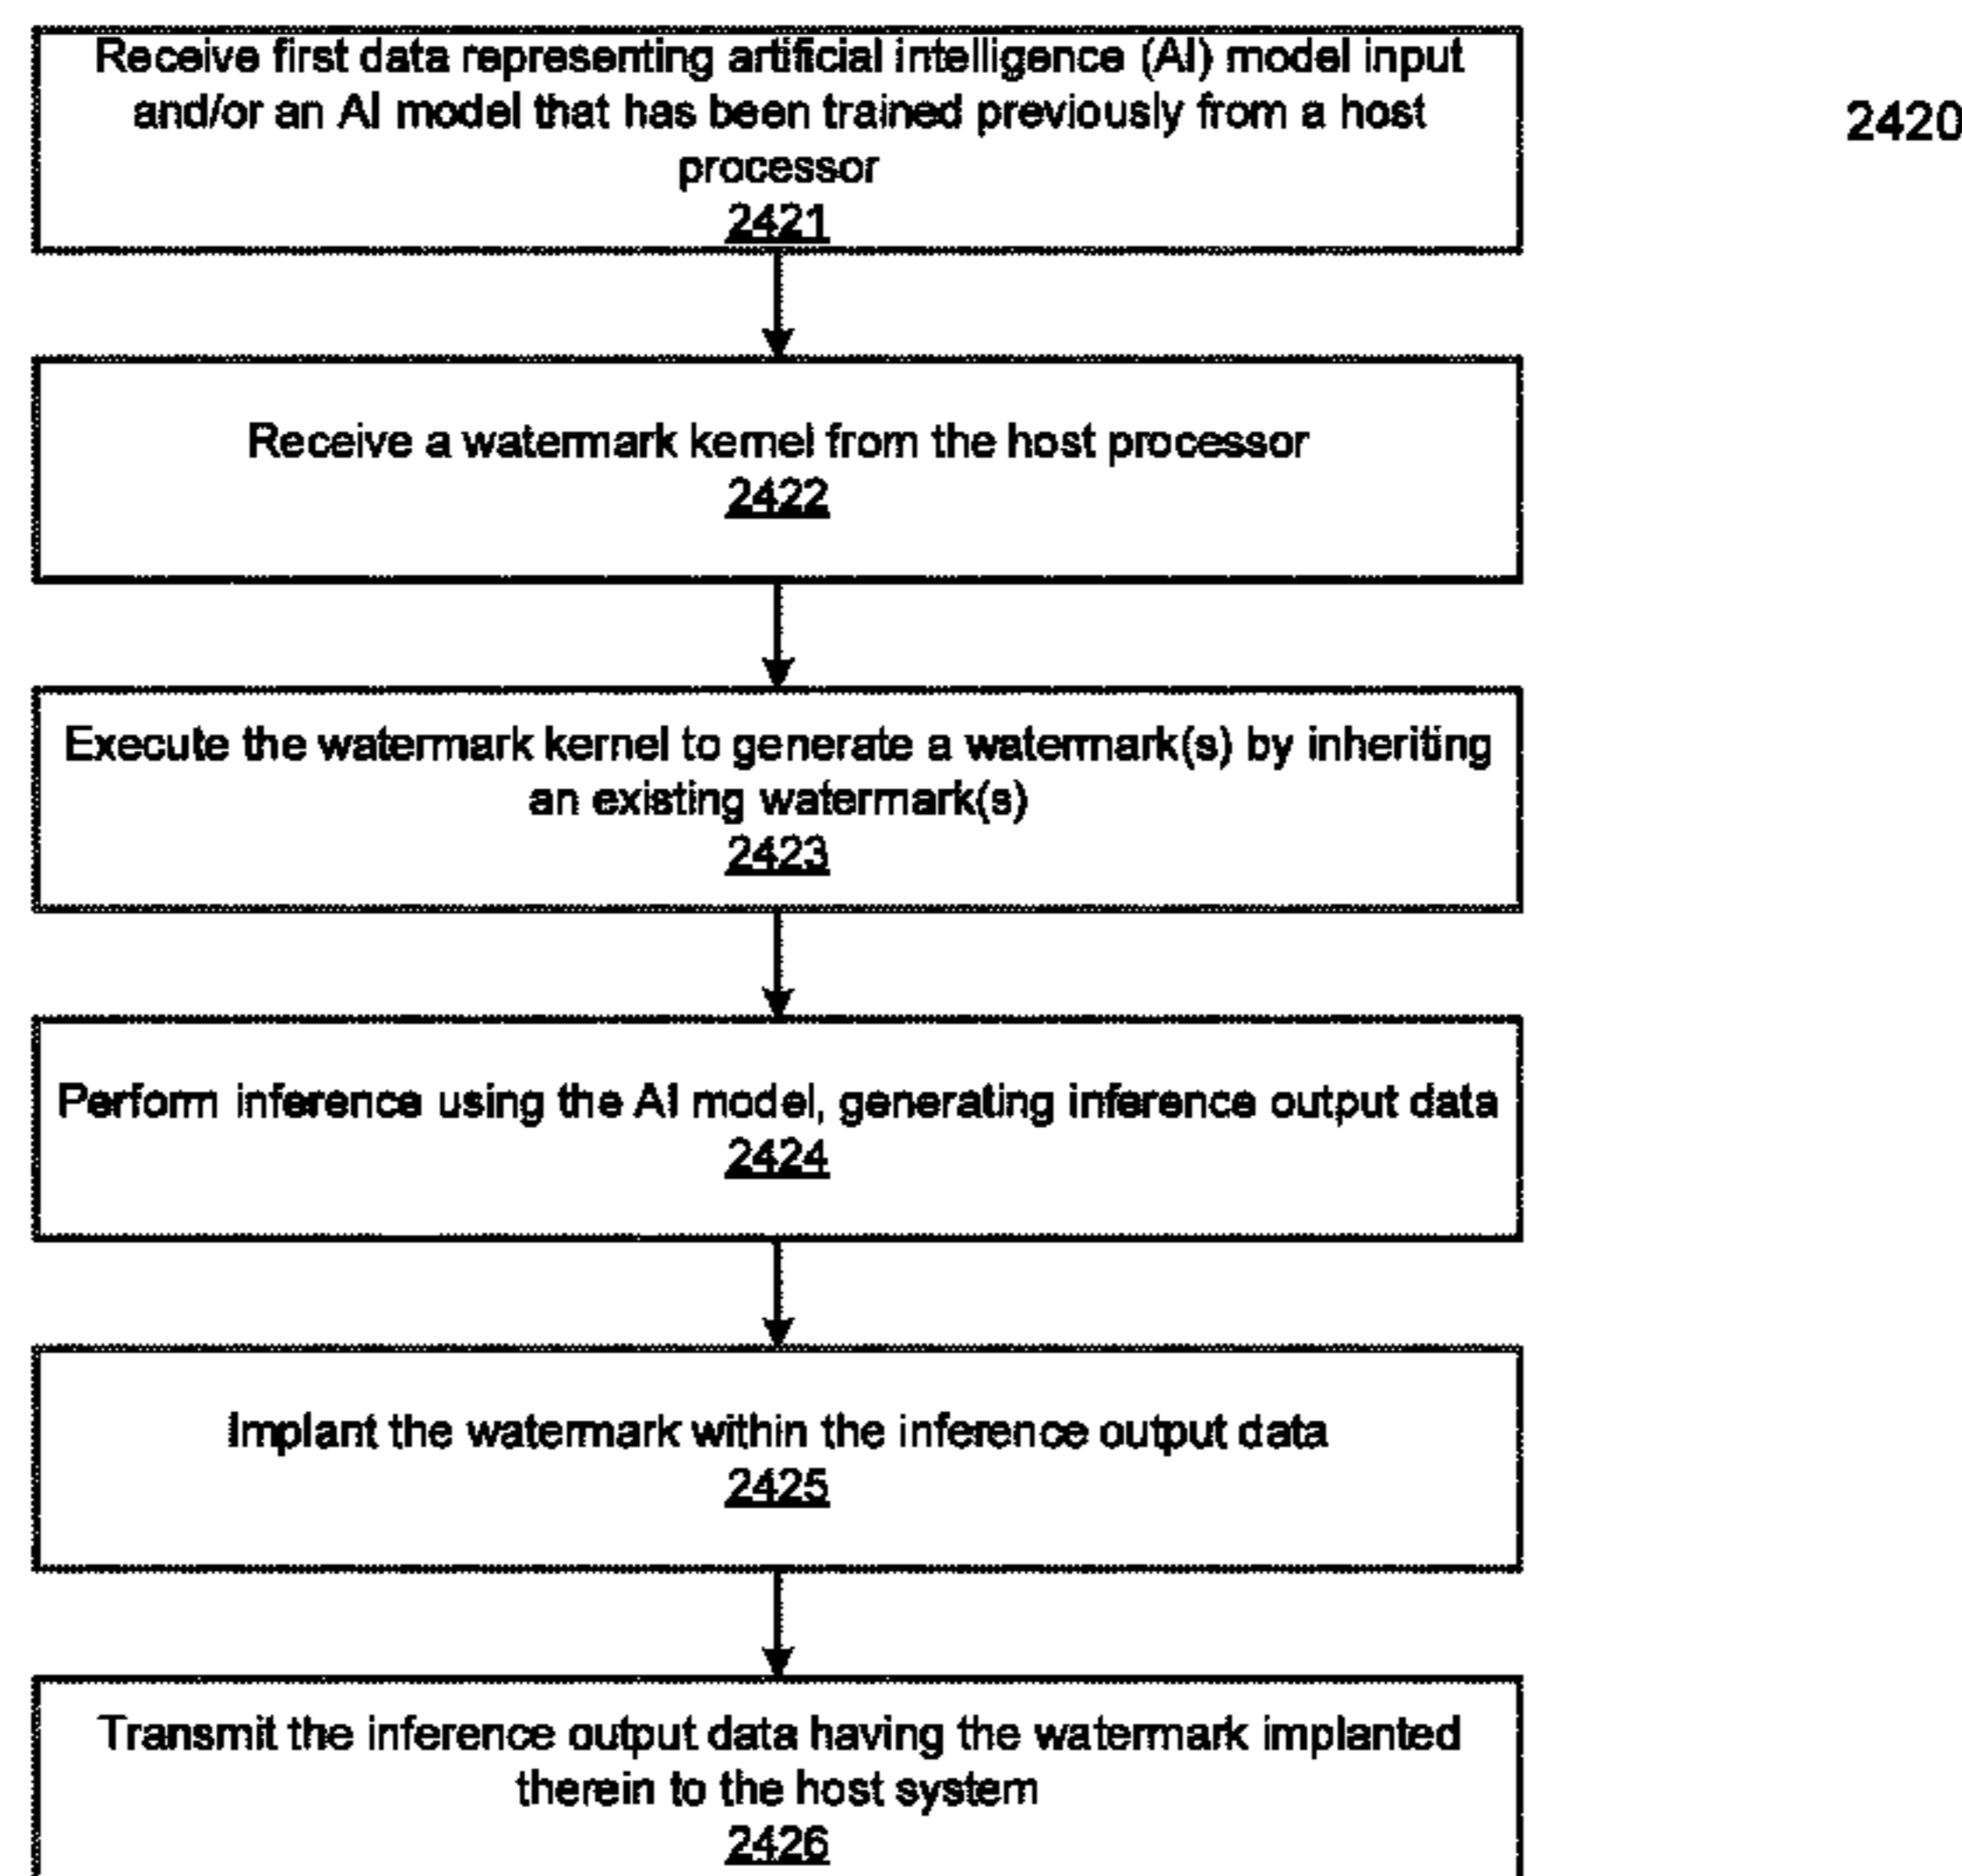 Receive first data representing artificial intelligence (AI) model input
and/or an AI model that has been trained previously from a host
processor
2421
2420
Receive a watermark kernel from the host processor
2422
Execute the watermark kernel to generate a watermark(s) by inheriting
an existing watermark(s)
2423
Perform inference using the AI model, generating inference output data
2424
Implant the watermark within the inference output data
2425
Transmit the inference output data having the watermark implanted
therein to the host system
2426